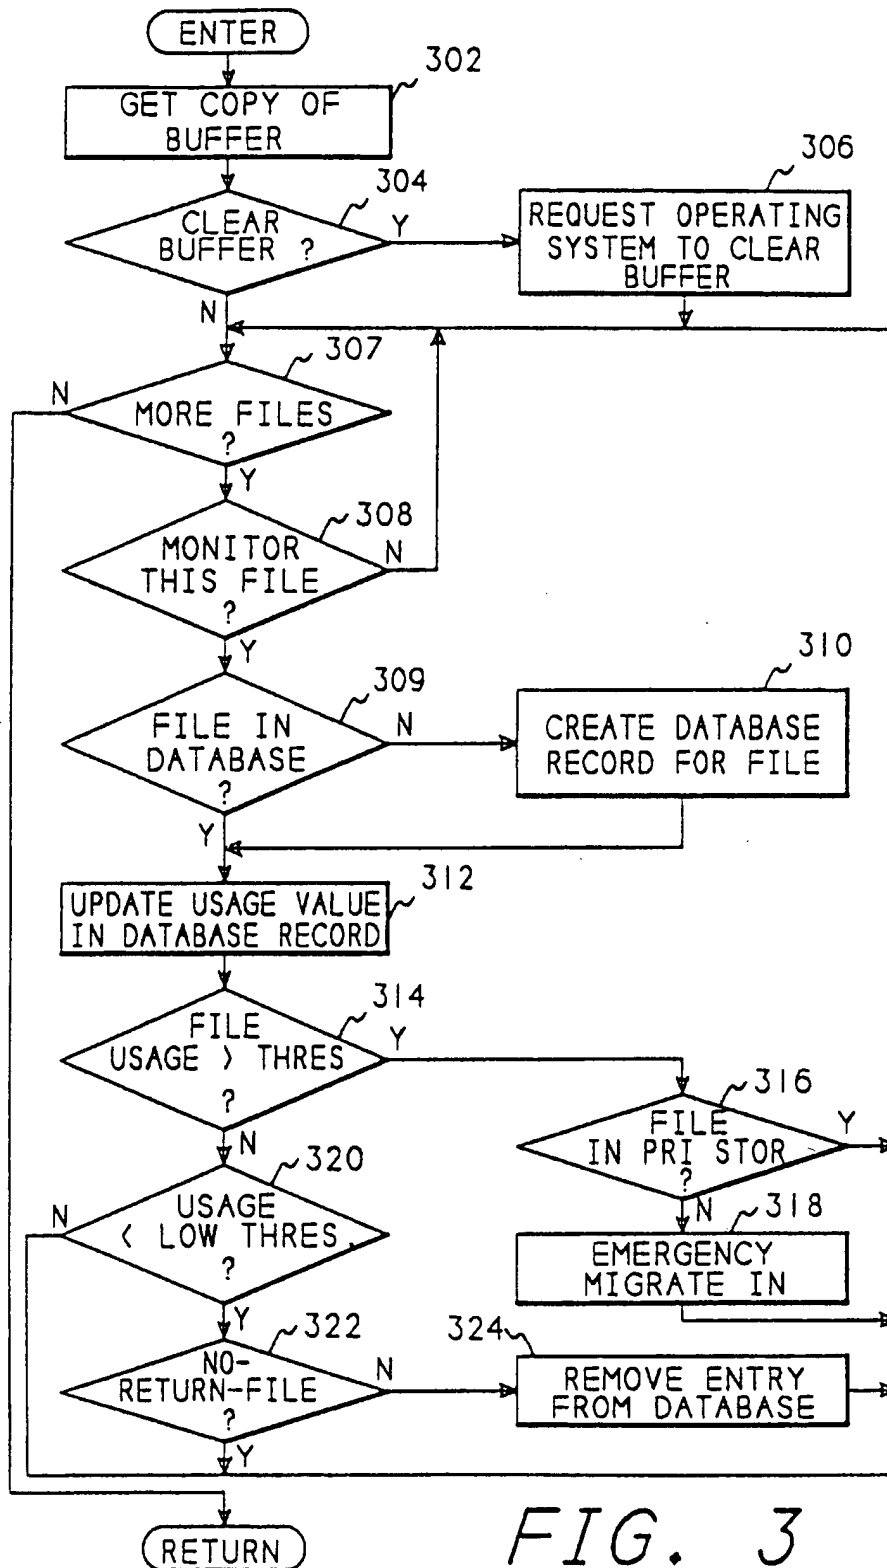 ENTER
302
GET COPY OF
BUFFER
304
CLEAR
BUFFER ?
Y
N
306
REQUEST OPERATING
SYSTEM TO CLEAR
BUFFER
307
N
MORE FILES
?
Y
308
MONITOR
THIS FILE
?
N
Y
309
FILE IN
DATABASE
?
N
Y
310
CREATE DATABASE
RECORD FOR FILE
312
UPDATE USAGE VALUE
IN DATABASE RECORD
314
FILE
USAGE > THRES
?
Y
N
316
FILE
IN PRI STOR
?
Y
N
318
EMERGENCY
MIGRATE IN
320
N
USAGE
< LOW THRES
?
Y
322
NO-
RETURN-FILE
?
N
Y
324
REMOVE ENTRY
FROM DATABASE
RETURN
FIG. 3